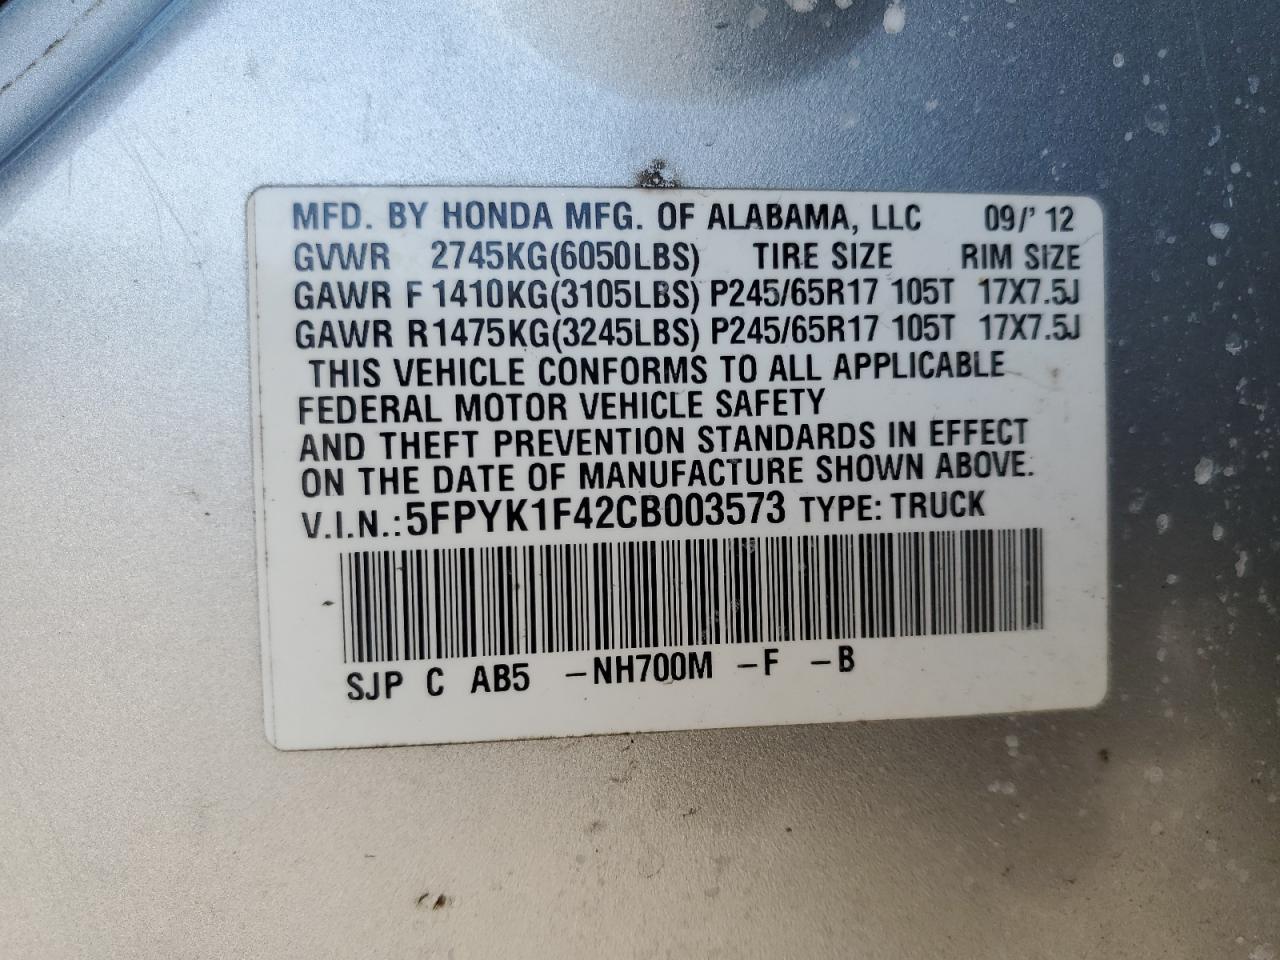 MFD. BY HONDA MFG. OF ALABAMA, LLC 09/' 12
GVWR 2745KG(6050LBS) TIRE SIZE RIM SIZE
GAWR F 1410KG(3105LBS) P245/65R17 105T 17X7.5J
GAWR R1475KG(3245LBS) P245/65R17 105T 17X7.5J
THIS VEHICLE CONFORMS TO ALL APPLICABLE
FEDERAL MOTOR VEHICLE SAFETY
AND THEFT PREVENTION STANDARDS IN EFFECT
ON THE DATE OF MANUFACTURE SHOWN ABOVE.
V.I.N.: 5FPYK1F42CB003573 TYPE: TRUCK
SJP C AB5 -NH700M -F -B